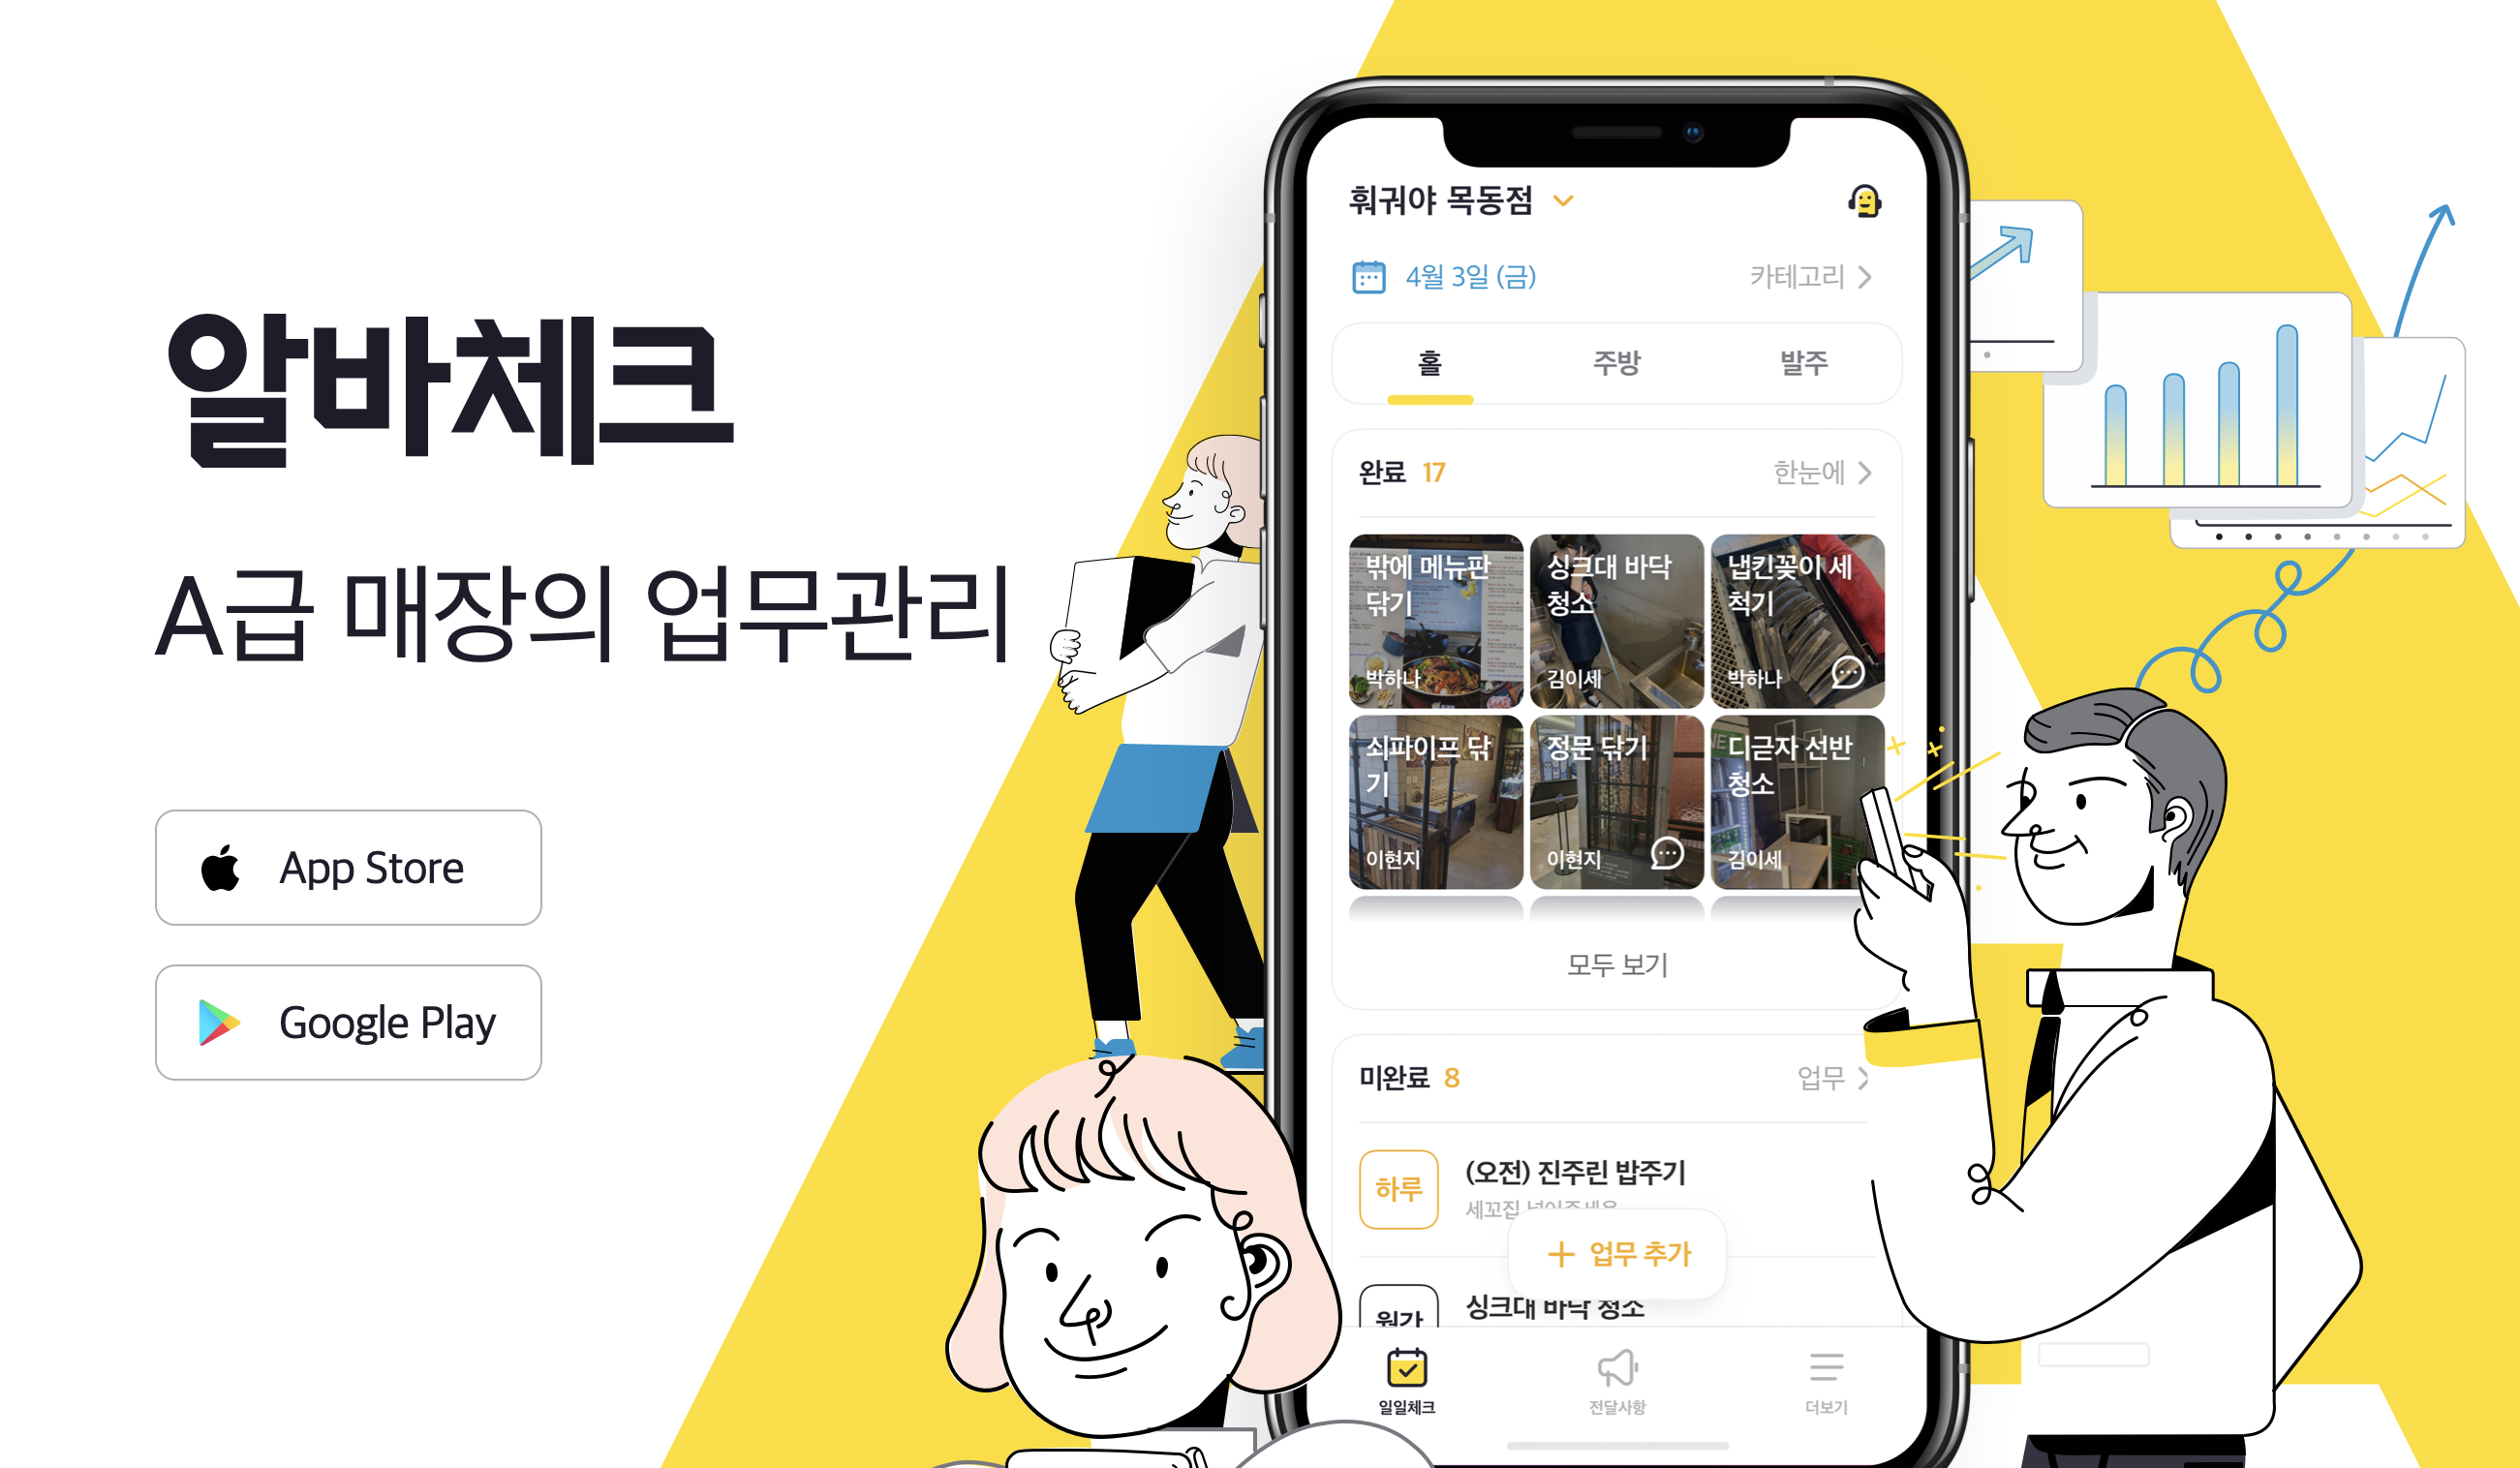 알바체크
A급 매장의 업무관리
App Store
Google Play
훠궈야 목동점
4월 3일 (금)
카테고리
홀
주방
발주
완료 17
한눈에
밖에 메뉴판
닦기
박하나
싱크대 바닥
청소
김이세
냅킨꽂이 세
척기
박하나
쇠파이프 닦
기
이현지
정문 닦기
이현지
디귿자 선반
청소
김이세
모두 보기
미완료 8
업무
하루
(오전) 진주린 밥주기
세꼬집 넣어주세요
+ 업무 추가
월간
싱크대 바닥 청소
일일체크
전달사항
더보기